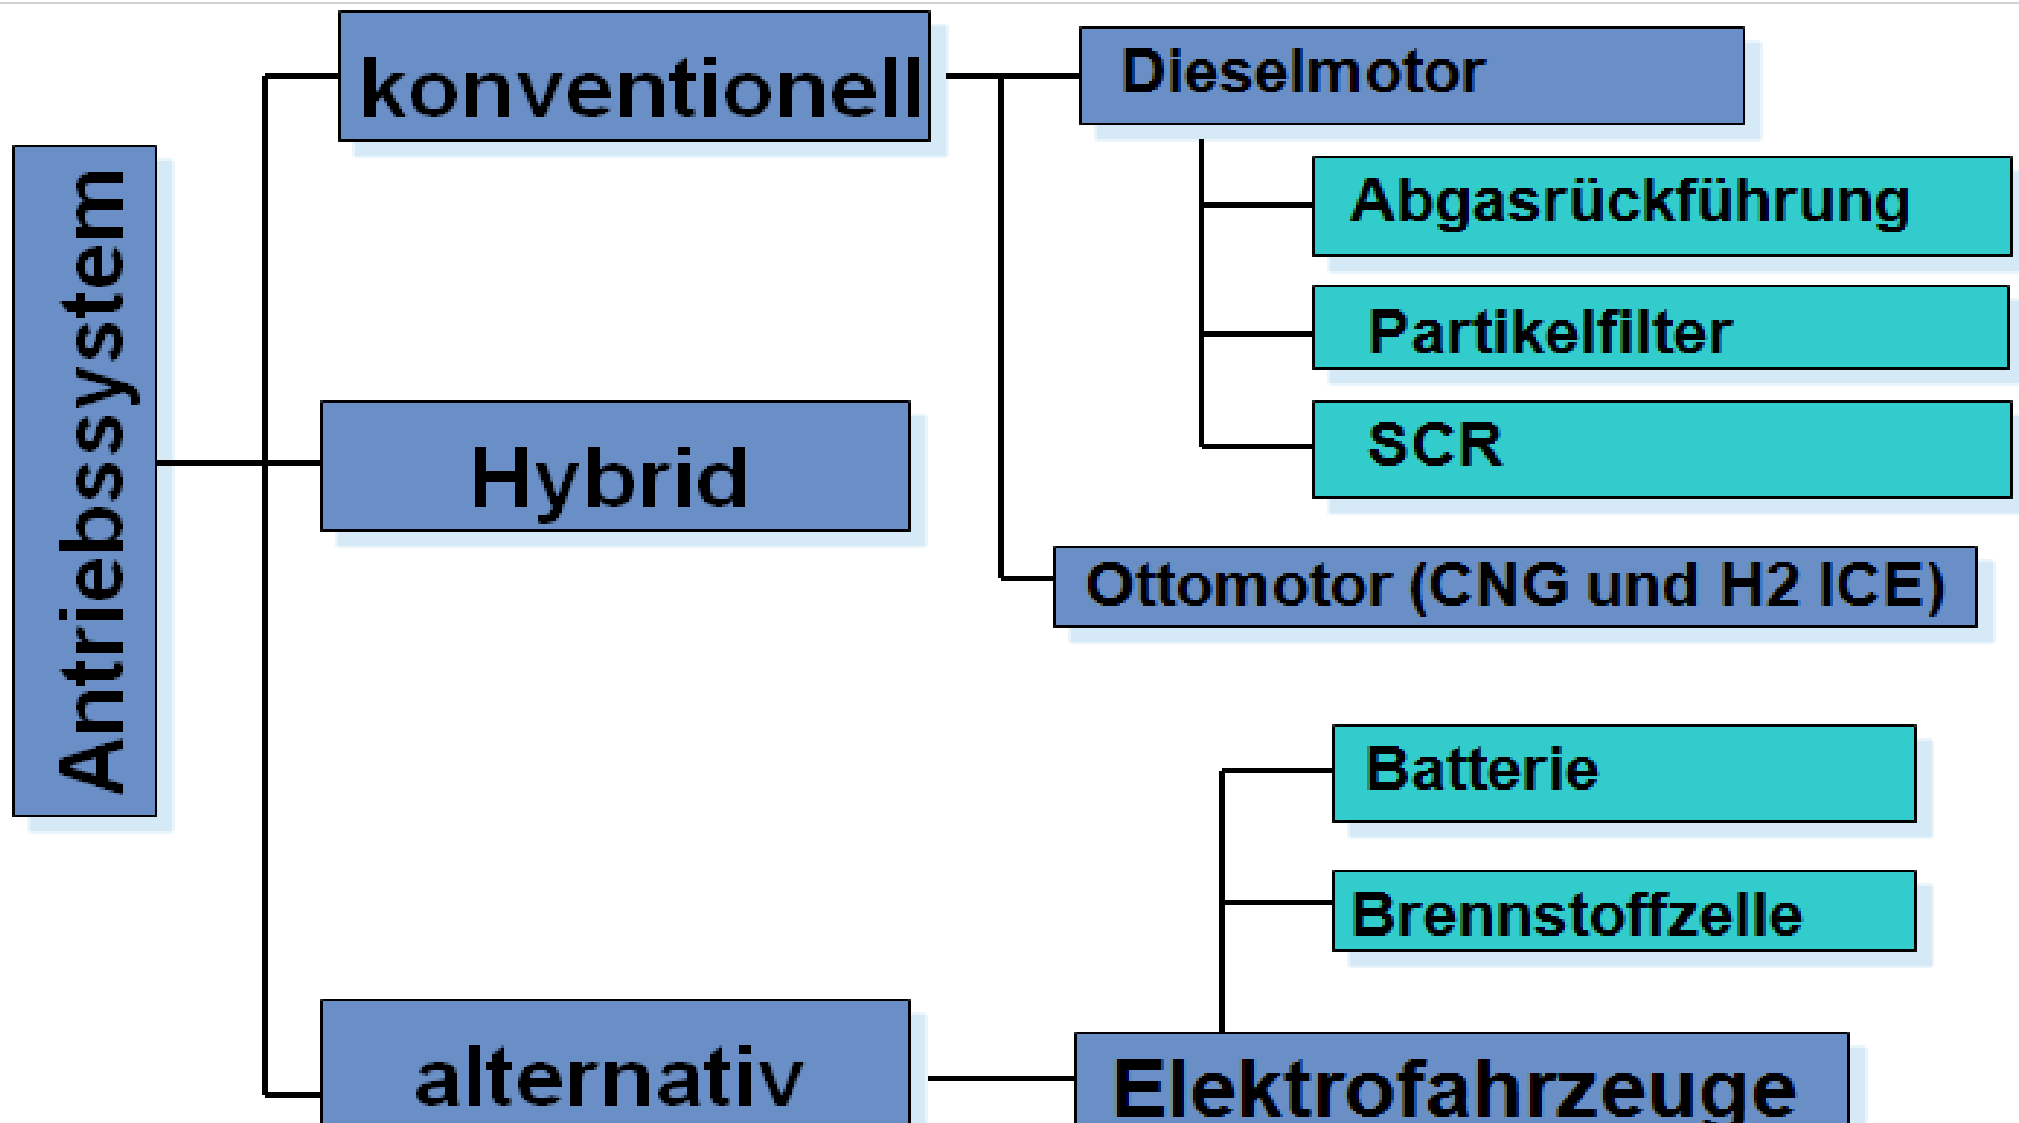 Antriebssystem
konventionell
Dieselmotor
Abgasrückführung
Partikelfilter
SCR
Hybrid
Ottomotor (CNG und H2 ICE)
Batterie
Brennstoffzelle
alternativ
Elektrofahrzeuge